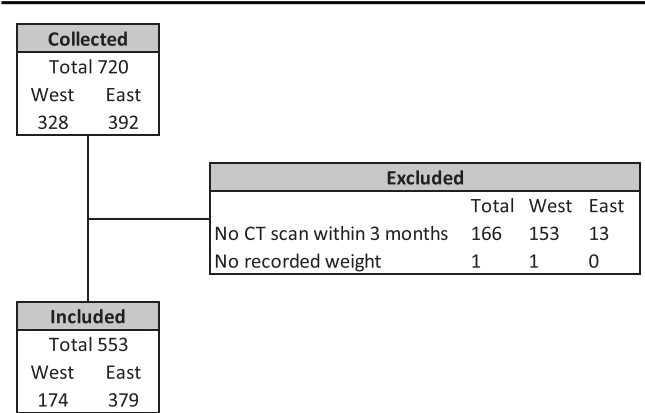 Collected
Total 720
West East
328 392
Excluded
Total West East
No CT scan within 3 months 166 153 13
No recorded weight 1 1 0
Included
Total 553
West East
174 379